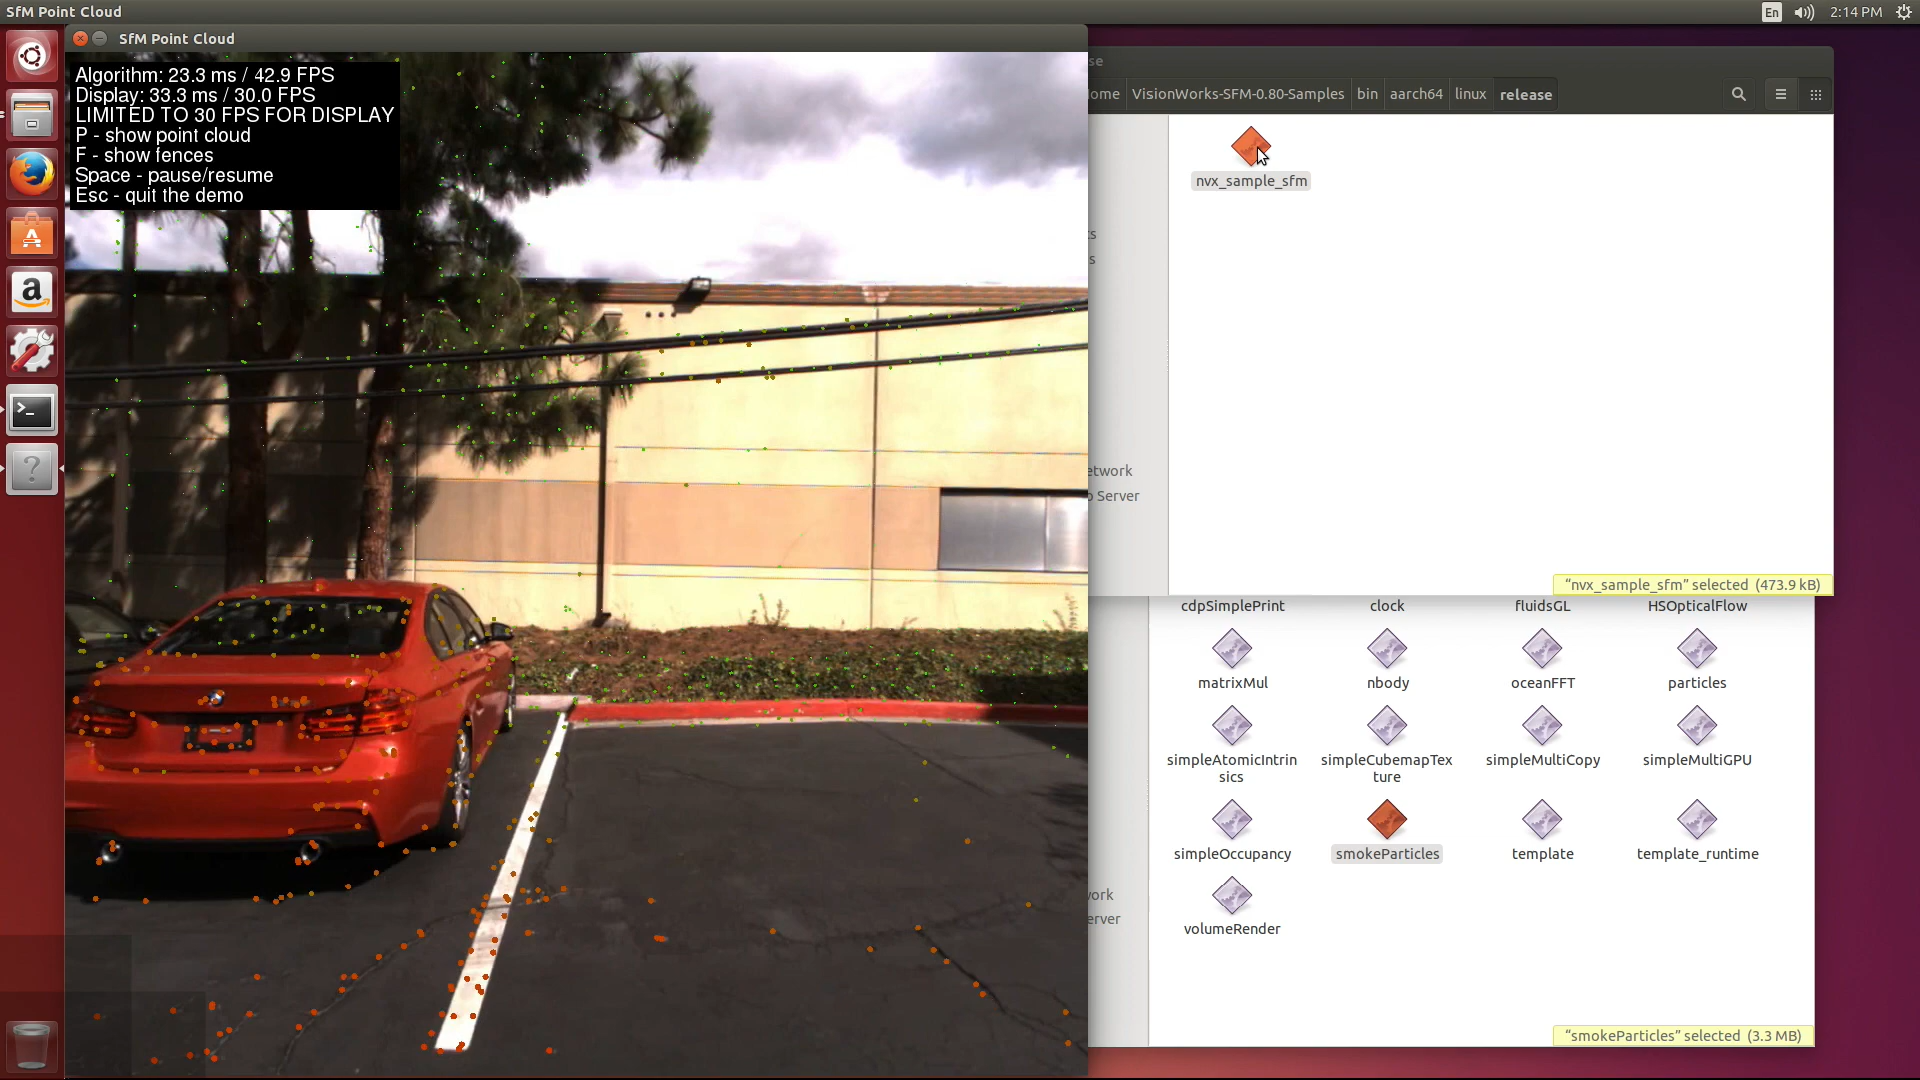 SfM Point Cloud
En
2:14 PM
SfM Point Cloud
Algorithm: 23.3 ms / 42.9 FPS
Display: 33.3 ms / 30.0 FPS
LIMITED TO 30 FPS FOR DISPLAY
P - show point cloud
F - show fences
Space - pause/resume
Esc - quit the demo
se
ome
VisionWorks-SFM-0.80-Samples
bin
aarch64
linux
release
nvx_sample_sfm
etwork
Server
"nvx_sample_sfm" selected (473.9 kB)
cdpSimplePrint
clock
fluidsGL
HSOpticalFlow
matrixMul
nbody
oceanFFT
particles
simpleAtomicIntrin
sics
simpleCubemapTex
ture
simpleMultiCopy
simpleMultiGPU
simpleOccupancy
smokeParticles
template
template_runtime
volumeRender
ork
erver
"smokeParticles" selected (3.3 MB)